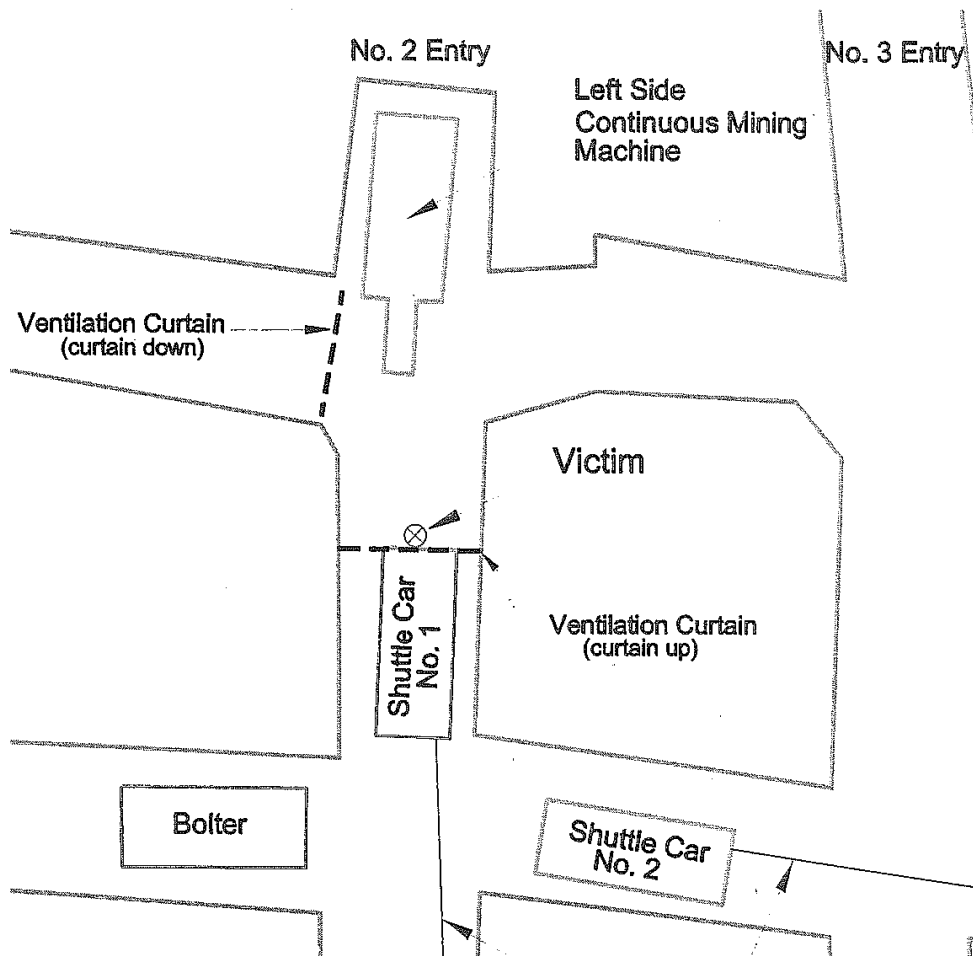 No. 2 Entry
No. 3 Entry
Left Side
Continuous Mining
Machine
Ventilation Curtain
(curtain down)
Victim
Shuttle Car
No. 1
Ventilation Curtain
(curtain up)
Bolter
Shuttle Car
No. 2